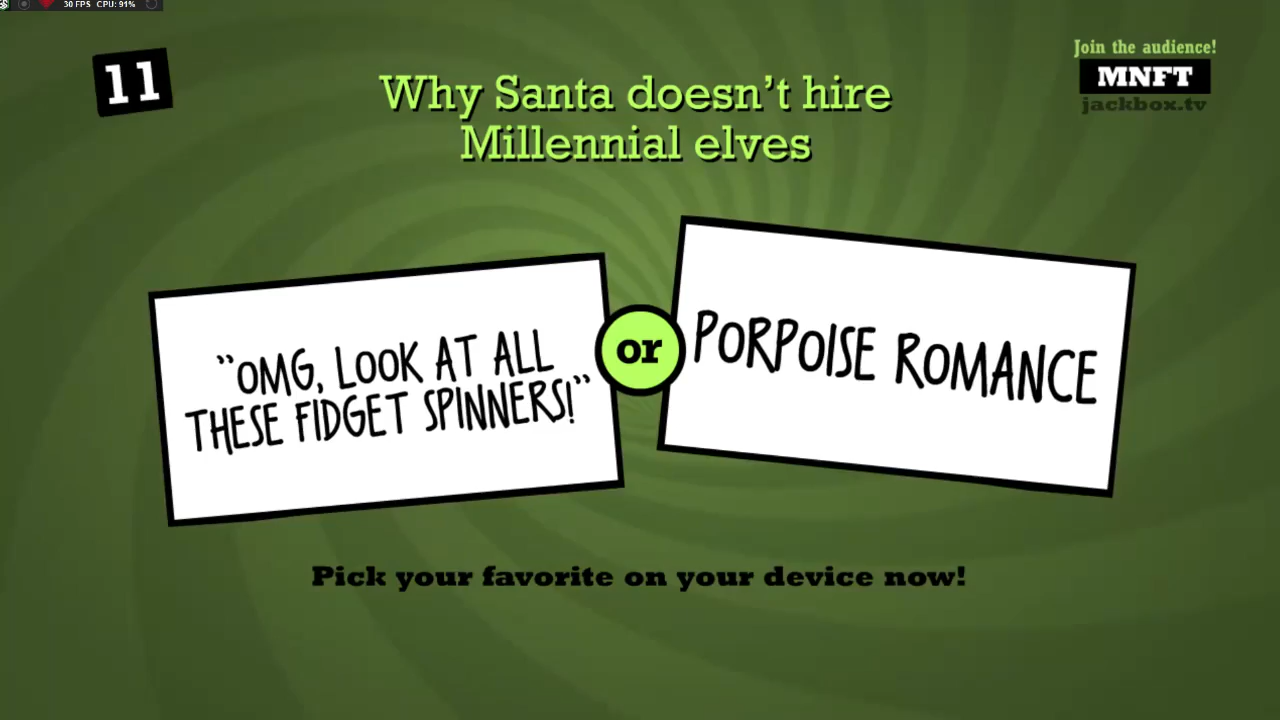 30 FPS CPU: 91%
11
Join the audience!
MNFT
jackbox.tv
Why Santa doesn't hire
Millennial elves
"OMG, LOOK AT ALL
THESE FIDGET SPINNERS!"
or
PORPOISE ROMANCE
Pick your favorite on your device now!